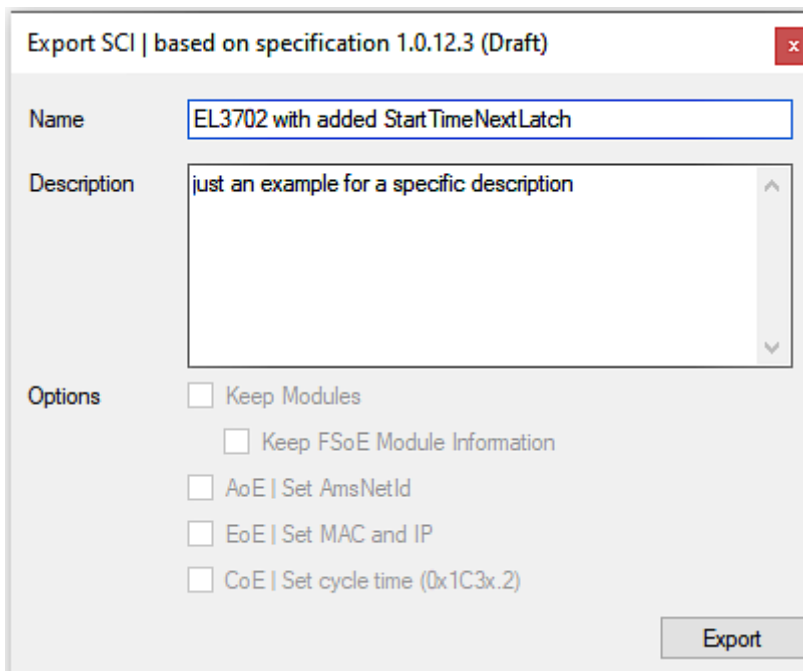 Export SCI | based on specification 1.0.12.3 (Draft)
x
Name
EL3702 with added StartTimeNextLatch
Description
just an example for a specific description
Options
Keep Modules
Keep FSoE Module Information
AoE | Set AmsNetId
EoE | Set MAC and IP
CoE | Set cycle time (0x1C3x.2)
Export